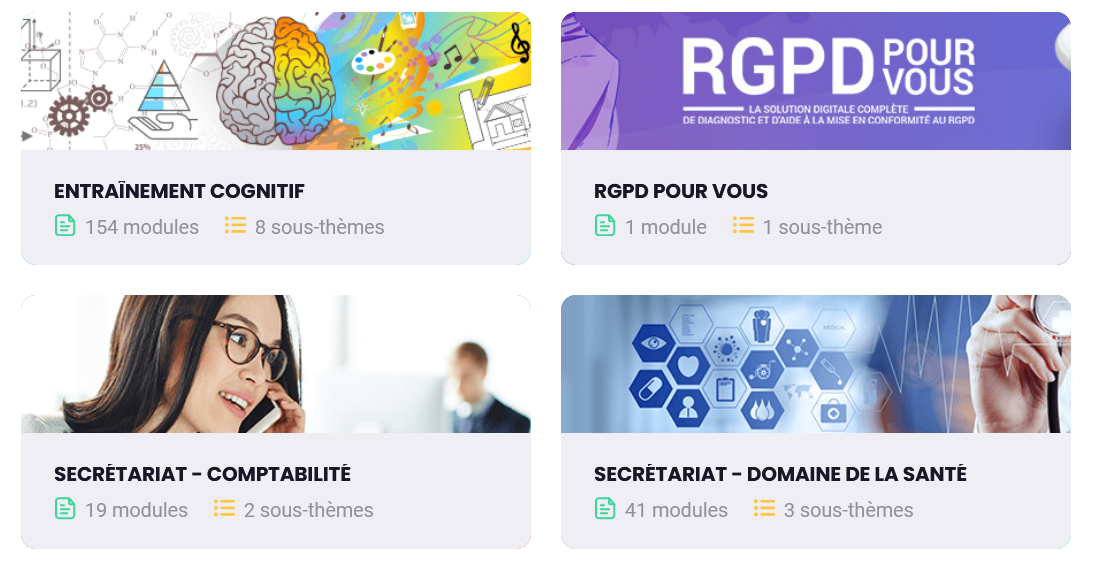 25%
RGPD POUR VOUS
LA SOLUTION DIGITALE COMPLÈTE
DE DIAGNOSTIC ET D'AIDE À LA MISE EN CONFORMITÉ AU RGPD
ENTRAÎNEMENT COGNITIF
154 modules 8 sous-thèmes
RGPD POUR VOUS
1 module 1 sous-thème
MEDICAL
SECRÉTARIAT - COMPTABILITÉ
19 modules 2 sous-thèmes
SECRÉTARIAT - DOMAINE DE LA SANTÉ
41 modules 3 sous-thèmes